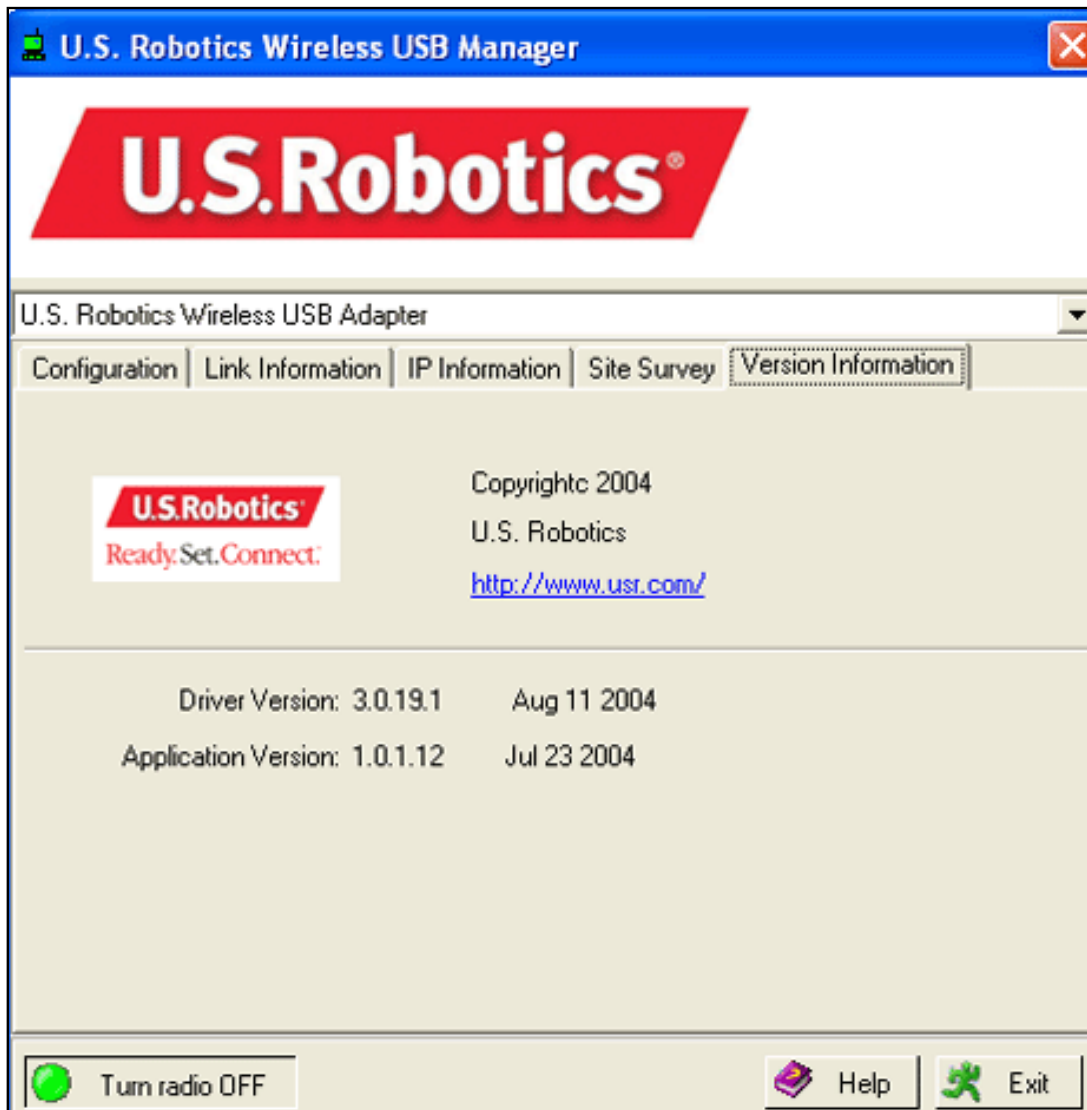 U.S. Robotics Wireless USB Manager
U.S.Robotics®
U.S. Robotics Wireless USB Adapter
Configuration Link Information IP Information Site Survey Version Information
U.S.Robotics
Ready.Set.Connect.
Copyrightc 2004
U.S. Robotics
http://www.usr.com/
Driver Version: 3.0.19.1 Aug 11 2004
Application Version: 1.0.1.12 Jul 23 2004
Turn radio OFF Help Exit